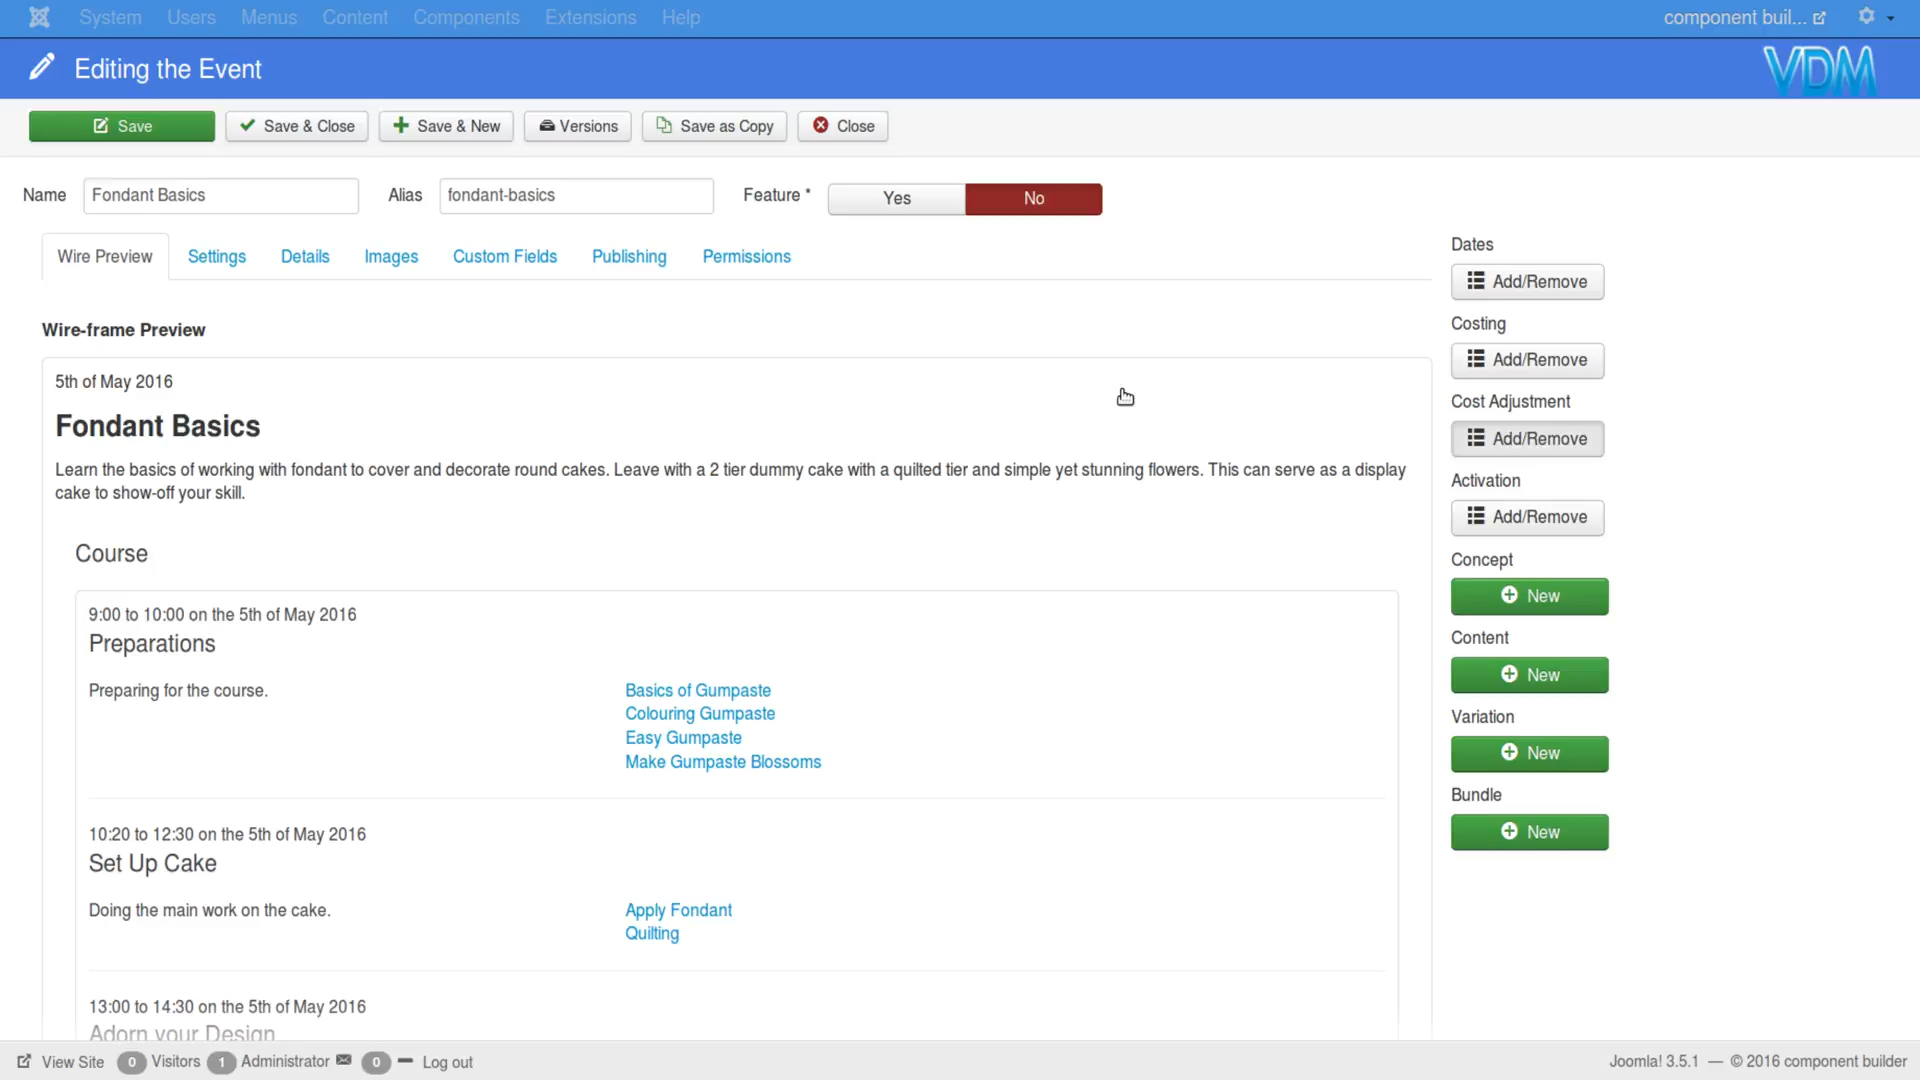 System Users Menus Content Components Extensions Help component buil...
Editing the Event VDM
Save Save & Close Save & New Versions Save as Copy Close
Name Fondant Basics Alias fondant-basics Feature * Yes No
Wire Preview Settings Details Images Custom Fields Publishing Permissions
Wire-frame Preview
5th of May 2016
Fondant Basics
Learn the basics of working with fondant to cover and decorate round cakes. Leave with a 2 tier dummy cake with a quilted tier and simple yet stunning flowers. This can serve as a display
cake to show-off your skill.
Course
9:00 to 10:00 on the 5th of May 2016
Preparations
Preparing for the course.
Basics of Gumpaste
Colouring Gumpaste
Easy Gumpaste
Make Gumpaste Blossoms
10:20 to 12:30 on the 5th of May 2016
Set Up Cake
Doing the main work on the cake.
Apply Fondant
Quilting
13:00 to 14:30 on the 5th of May 2016
Adorn your Design
Dates
Add/Remove
Costing
Add/Remove
Cost Adjustment
Add/Remove
Activation
Add/Remove
Concept
New
Content
New
Variation
New
Bundle
New
View Site 0 Visitors 1 Administrator 0 Log out Joomla! 3.5.1 — © 2016 component builder